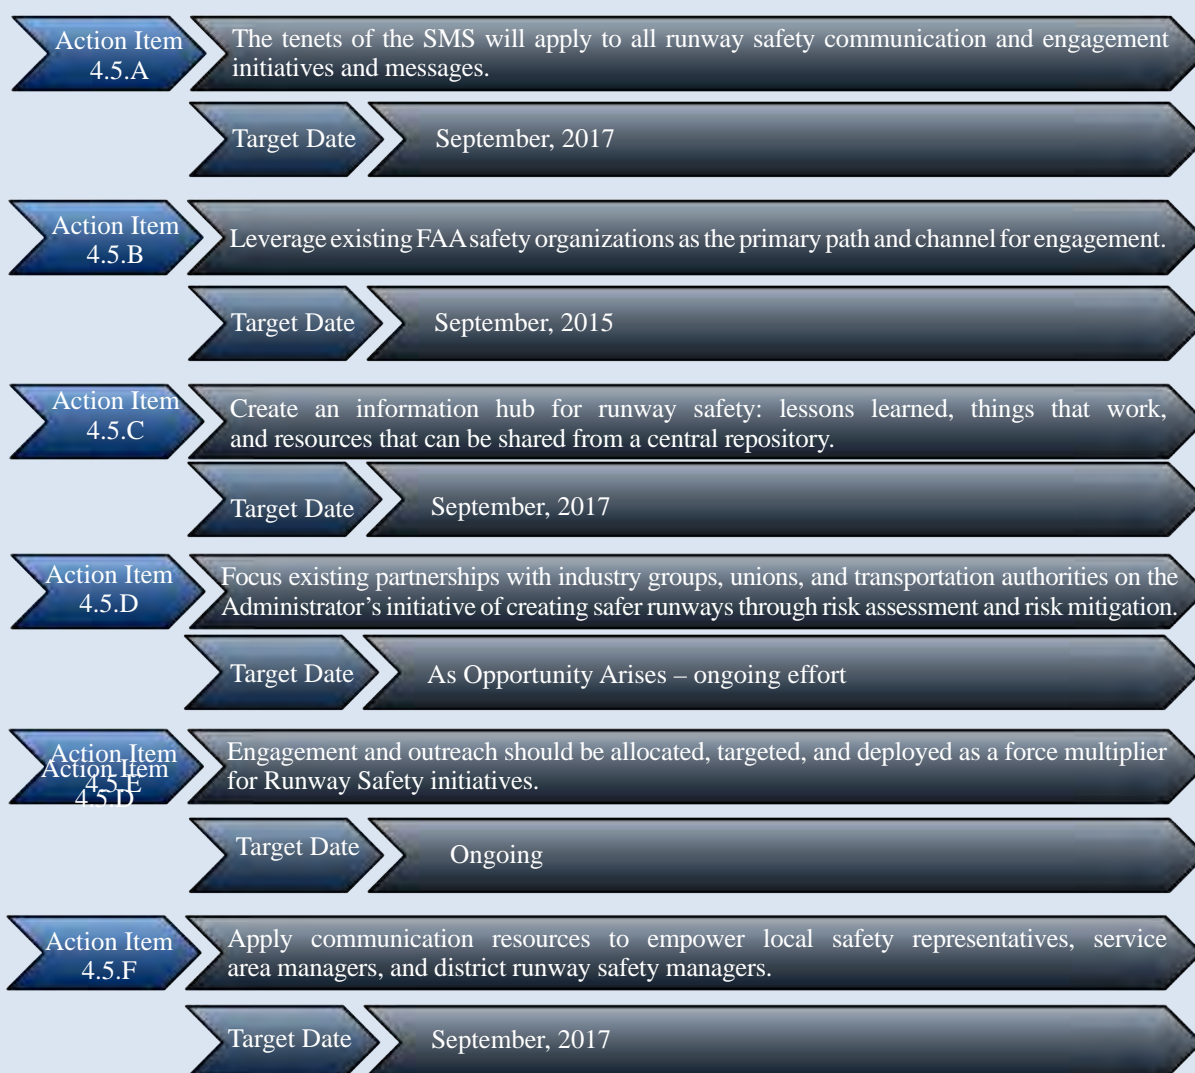 Action Item
4.5.A
The tenets of the SMS will apply to all runway safety communication and engagement
initiatives and messages.
Target Date
September, 2017
Action Item
4.5.B
Leverage existing FAA safety organizations as the primary path and channel for engagement.
Target Date
September, 2015
Action Item
4.5.C
Create an information hub for runway safety: lessons learned, things that work,
and resources that can be shared from a central repository.
Target Date
September, 2017
Action Item
4.5.D
Focus existing partnerships with industry groups, unions, and transportation authorities on the
Administrator’s initiative of creating safer runways through risk assessment and risk mitigation.
Target Date
As Opportunity Arises – ongoing effort
Action Item
Action Item
4.5.E
4.5.D
Engagement and outreach should be allocated, targeted, and deployed as a force multiplier
for Runway Safety initiatives.
Target Date
Ongoing
Action Item
4.5.F
Apply communication resources to empower local safety representatives, service
area managers, and district runway safety managers.
Target Date
September, 2017